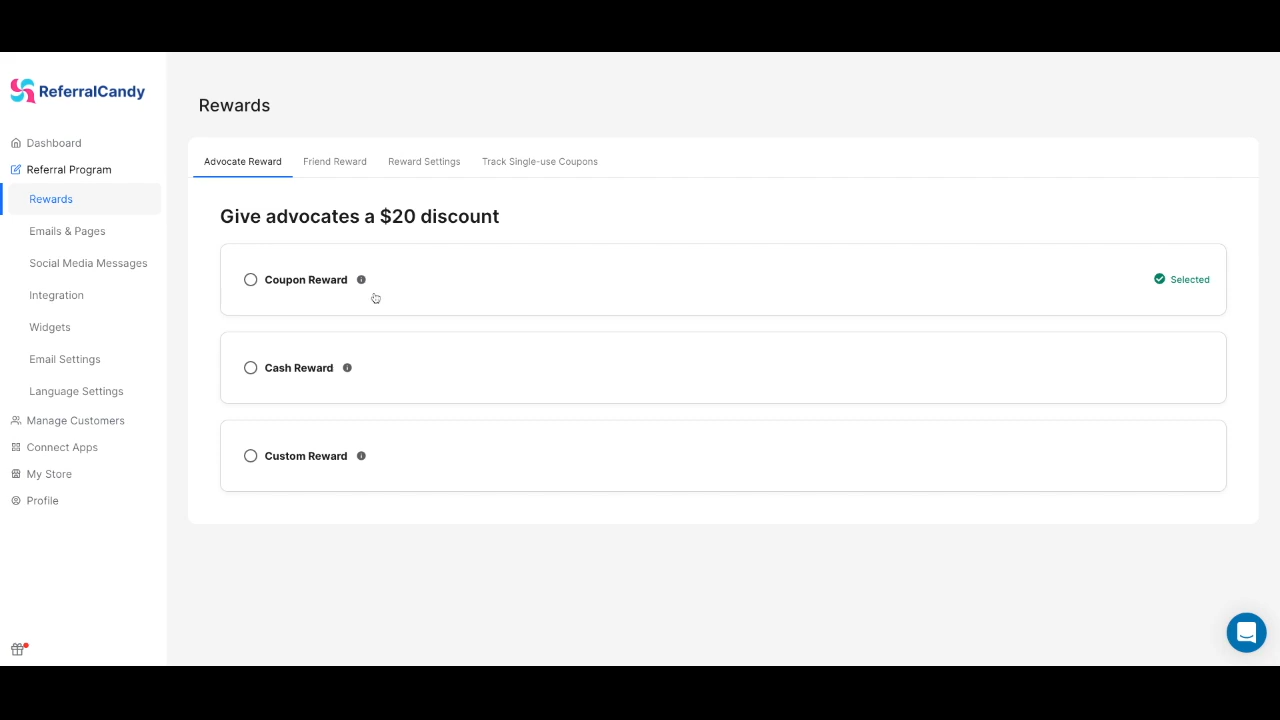 ReferralCandy
Dashboard
Referral Program
Rewards
Emails & Pages
Social Media Messages
Integration
Widgets
Email Settings
Language Settings
Manage Customers
Connect Apps
My Store
Profile
Rewards
Advocate Reward Friend Reward Reward Settings Track Single-use Coupons
Give advocates a $20 discount
Coupon Reward Selected
Cash Reward
Custom Reward